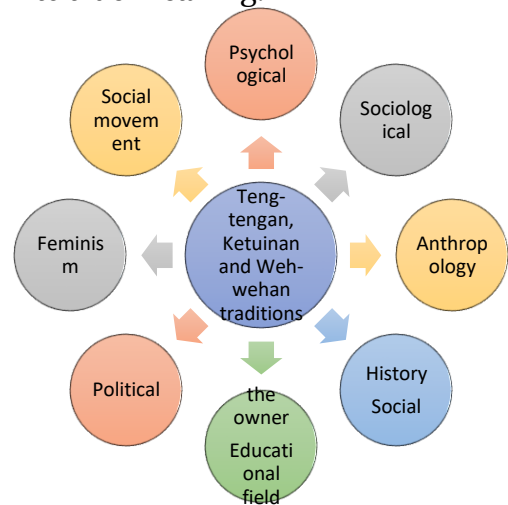 Psychol
ogical
Sociolog
ical
Anthrop
ology
History
Social
the owner
Educati
onal
field
Political
Feminis
m
Social
movem
ent
Teng-
tengan,
Ketuinan
and Weh-
wehan
traditions